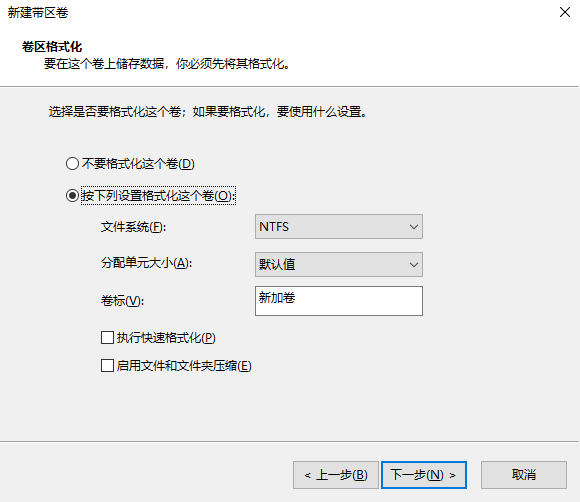 新建带区卷
卷区格式化
要在这个卷上储存数据，你必须先将其格式化。
选择是否要格式化这个卷；如果要格式化，要使用什么设置。
不要格式化这个卷(D)
按下列设置格式化这个卷(O):
文件系统(F):
NTFS
分配单元大小(A):
默认值
卷标(V):
新加卷
执行快速格式化(P)
启用文件和文件夹压缩(E)
< 上一步(B)
下一步(N) >
取消